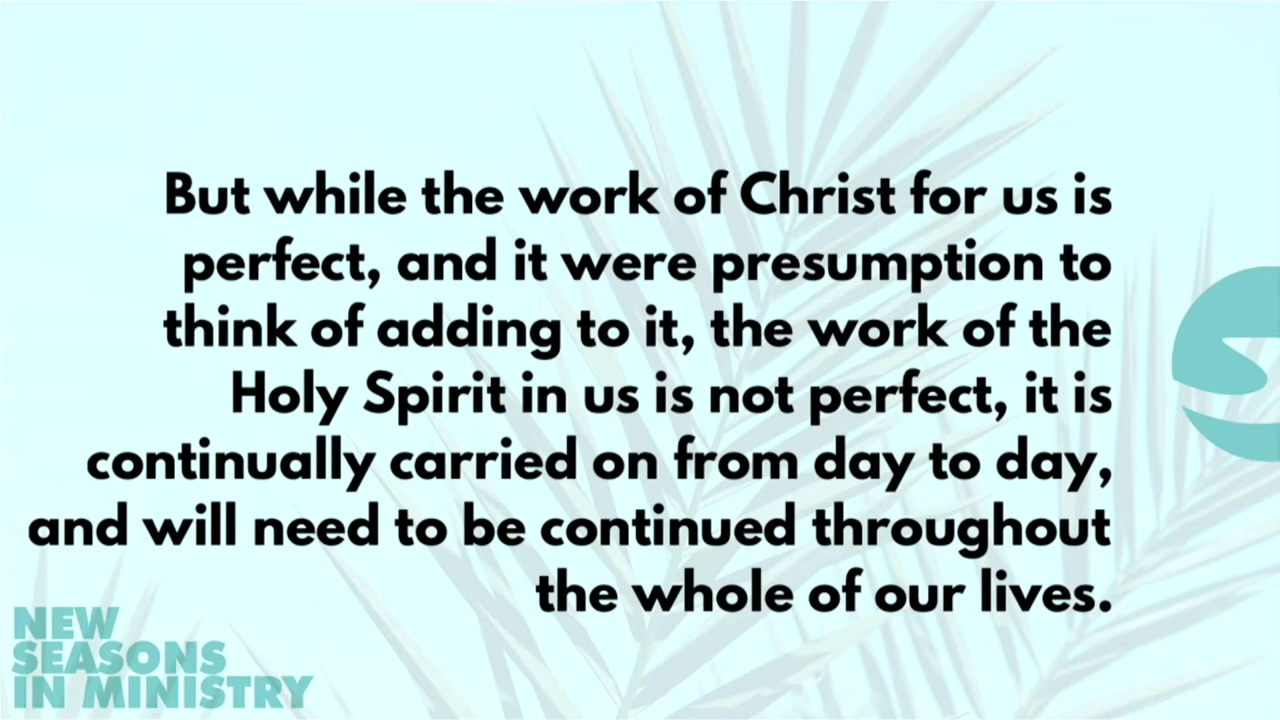 But while the work of Christ for us is
perfect, and it were presumption to
think of adding to it, the work of the
Holy Spirit in us is not perfect, it is
continually carried on from day to day,
and will need to be continued throughout
the whole of our lives.
NEW
SEASONS
IN MINISTRY